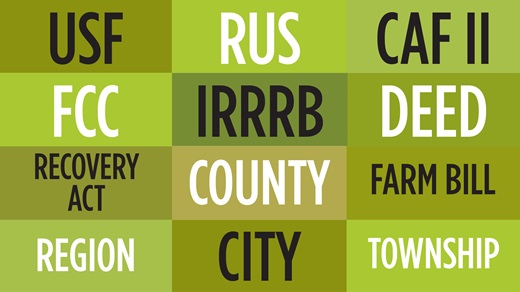 USF
RUS
CAF II
FCC
IRRRB
DEED
RECOVERY
ACT
COUNTY
FARM BILL
REGION
CITY
TOWNSHIP